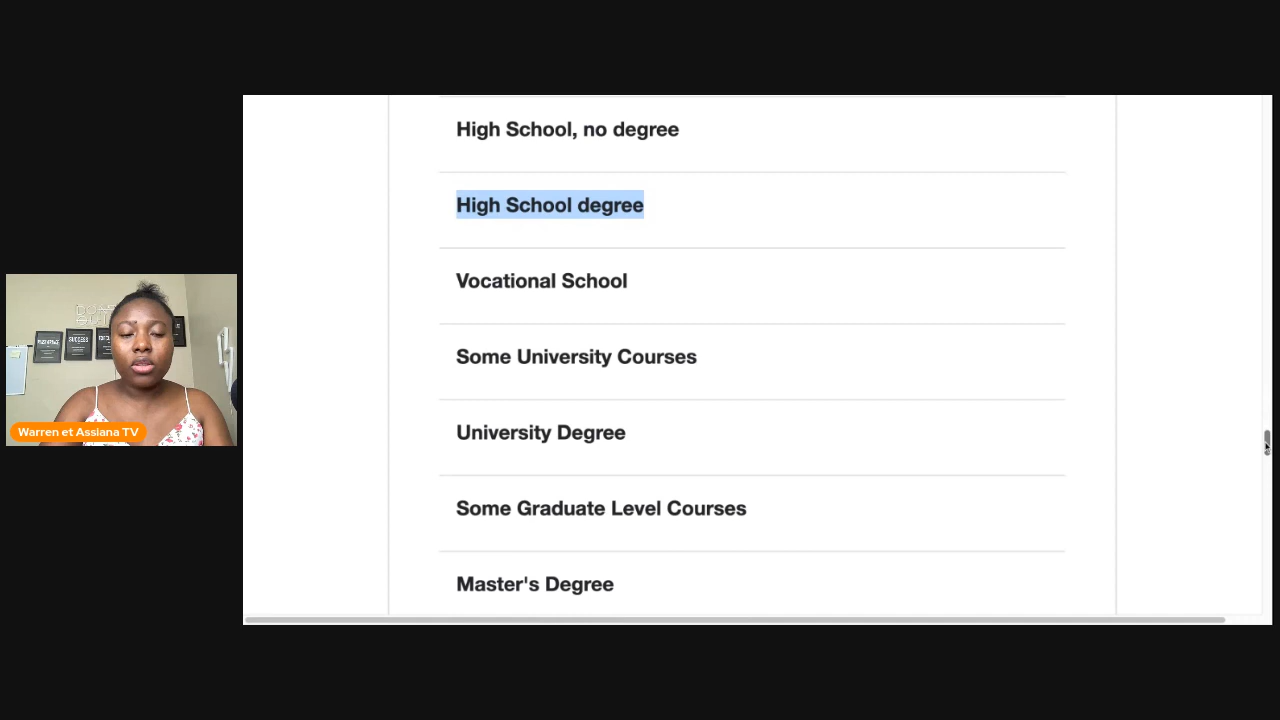 High School, no degree
High School degree
Vocational School
Some University Courses
University Degree
Some Graduate Level Courses
Master's Degree
SUCCESS
Warren et Assiana TV